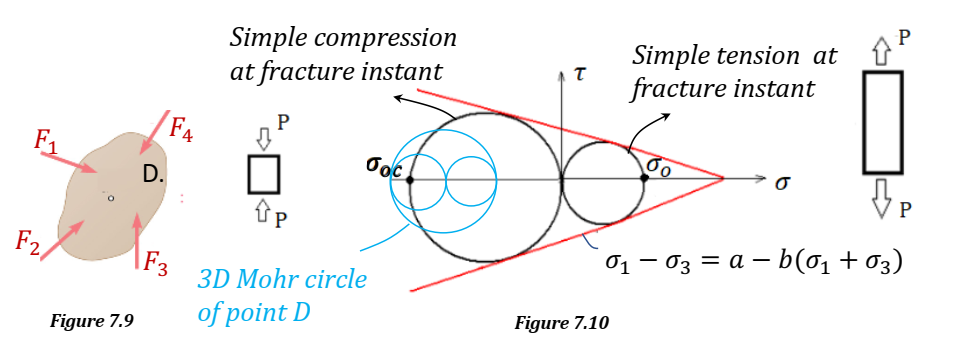 Simple compression
at fracture instant
Simple tension at
fracture instant
τ
P
F₁
F₄
D.
F₂
F₃
P
P
σₒc
σₒ
σ
P
3D Mohr circle
of point D
σ₁ − σ₃ = a − b(σ₁ + σ₃)
Figure 7.9
Figure 7.10